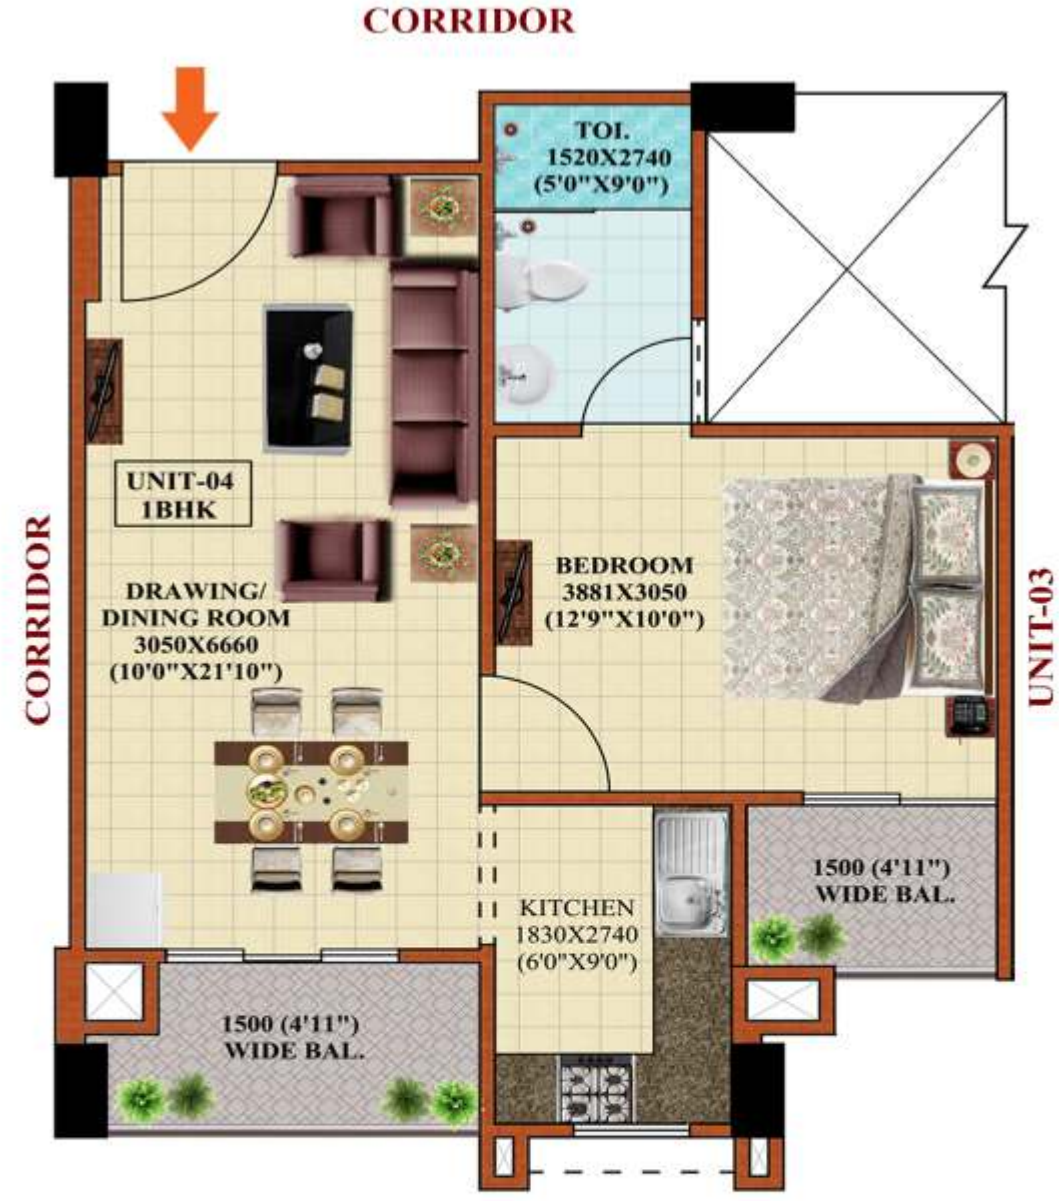 CORRIDOR
TOI.
1520X2740
(5'0"X9'0")
UNIT-04
1BHK
CORRIDOR
DRAWING/
DINING ROOM
3050X6660
(10'0"X21'10")
BEDROOM
3881X3050
(12'9"X10'0")
UNIT-03
1500 (4'11")
WIDE BAL.
KITCHEN
1830X2740
(6'0"X9'0")
1500 (4'11")
WIDE BAL.